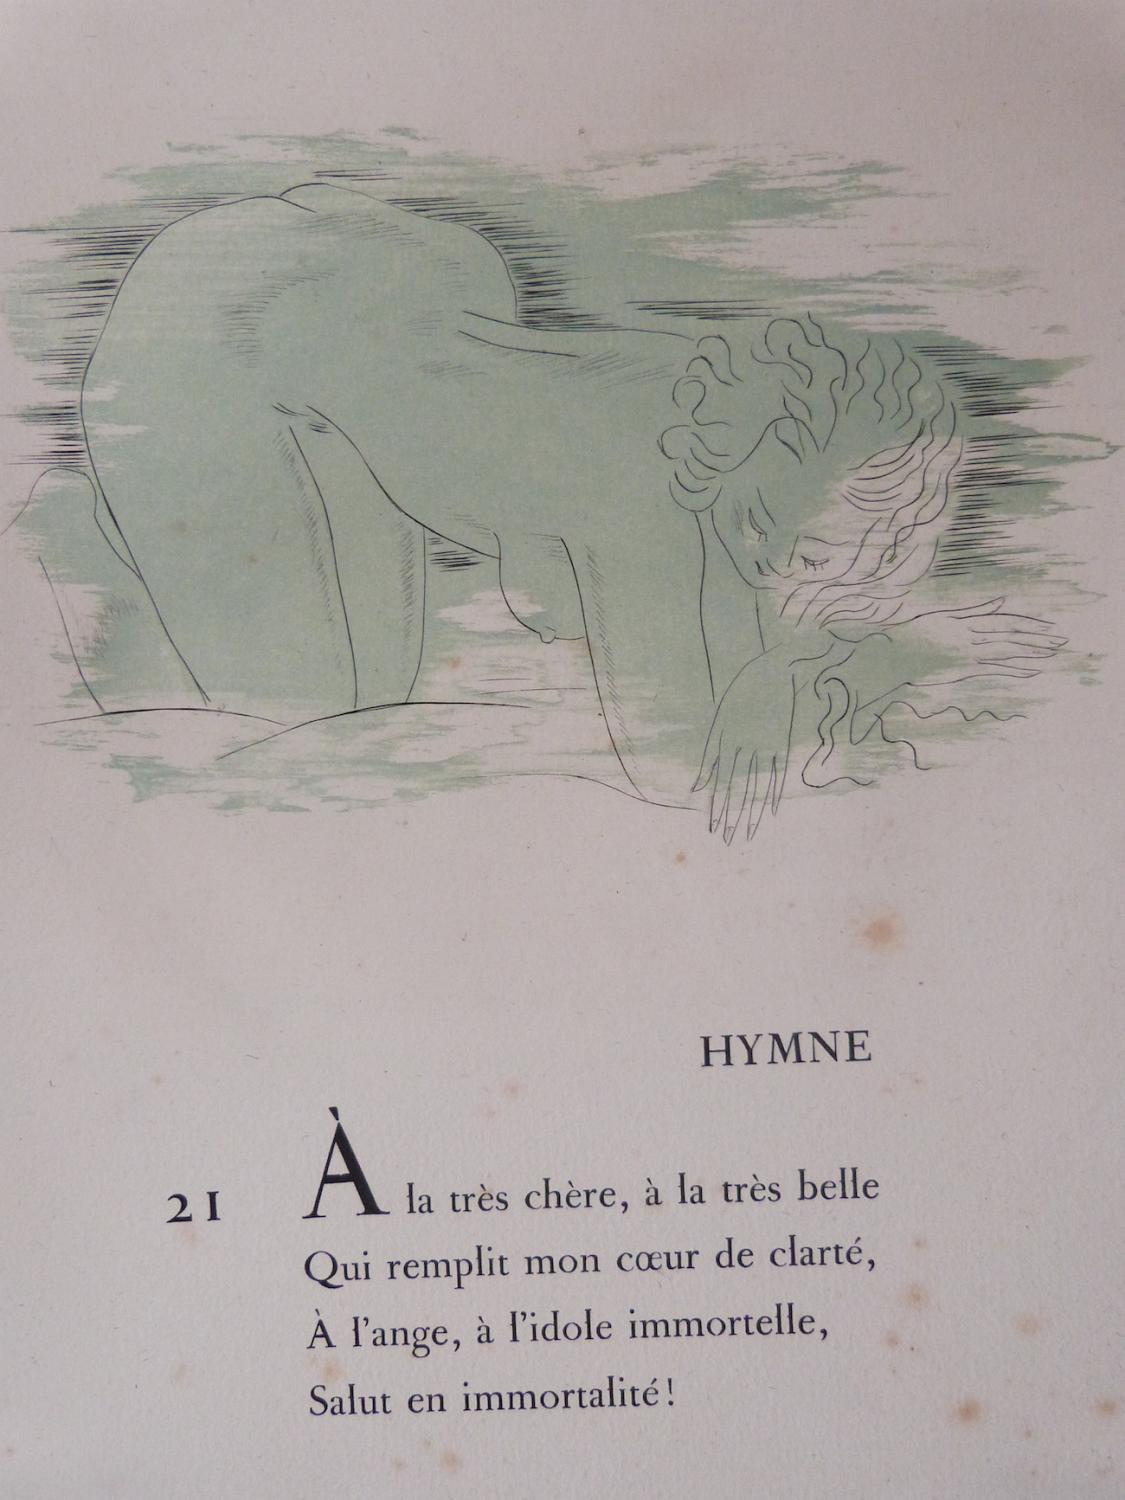 HYMNE
21
À la très chère, à la très belle
Qui remplit mon cœur de clarté,
À l'ange, à l'idole immortelle,
Salut en immortalité!